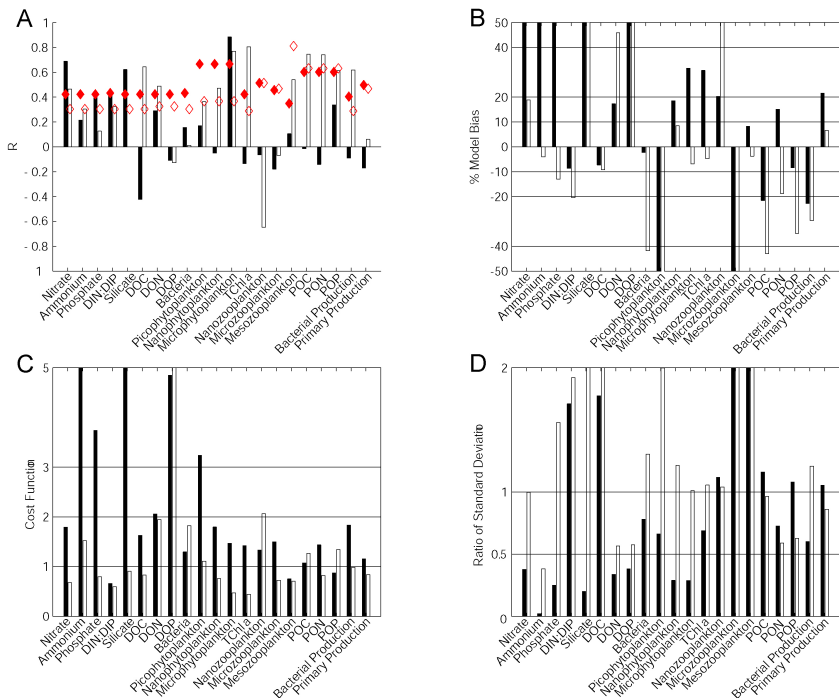 A
1
0.8
0.6
0.4
0.2
0
- 0.2
- 0.4
- 0.6
- 0.8
1
R
Nitrate
Ammonium
Phosphate
DIN:DIP
Silicate
DOC
DON
DOP
Bacteria
Picophytoplankton
Nanophytoplankton
Microphytoplankton
TChl a
Nanozooplankton
Microzooplankton
Mesozooplankton
POC
PON
POP
Bacterial Production
Primary Production
B
50
40
20
10
0
-10
-20
-40
-50
% Model Bias
Nitrate
Ammonium
Phosphate
DIN:DIP
Silicate
DOC
DON
DOP
Bacteria
Picophytoplankton
Nanophytoplankton
Microphytoplankton
TChl a
Nanozooplankton
Microzooplankton
Mesozooplankton
POC
PON
POP
Bacterial Production
Primary Production
C
5
3
2
1
0
Cost Function
Nitrate
Ammonium
Phosphate
DIN:DIP
Silicate
DOC
DON
DOP
Bacteria
Picophytoplankton
Nanophytoplankton
Microphytoplankton
TChl a
Nanozooplankton
Microzooplankton
Mesozooplankton
POC
PON
POP
Bacterial Production
Primary Production
D
2
1
0.5
0
Ratio of Standard Deviation
Nitrate
Ammonium
Phosphate
DIN:DIP
Silicate
DOC
DON
DOP
Bacteria
Picophytoplankton
Nanophytoplankton
Microphytoplankton
TChl a
Nanozooplankton
Microzooplankton
Mesozooplankton
POC
PON
POP
Bacterial Production
Primary Production